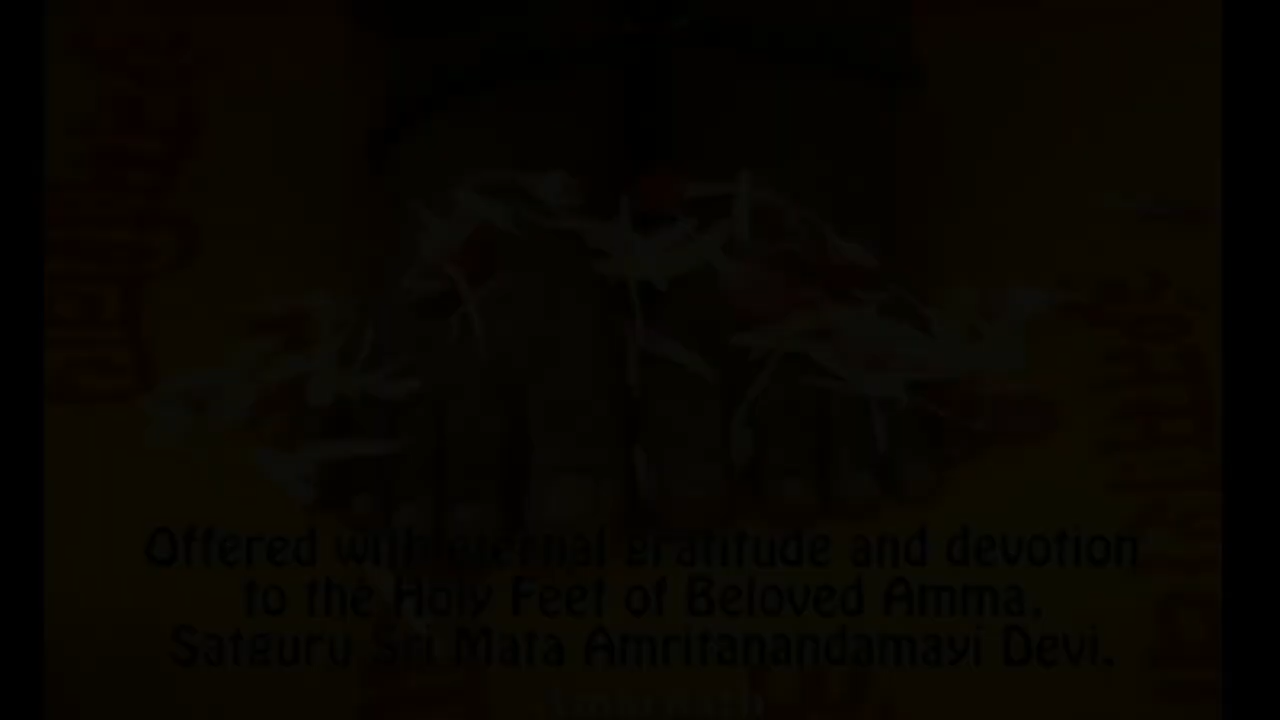 Offered with eternal gratitude and devotion
to the Holy Feet of Beloved Amma,
Satguru Sri Mata Amritanandamayi Devi.